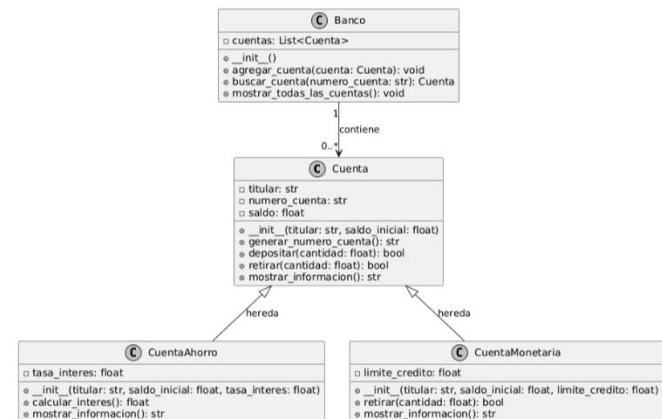 C Banco
cuentas: List<Cuenta>
__init__()
agregar_cuenta(cuenta: Cuenta): void
buscar_cuenta(numero_cuenta: str): Cuenta
mostrar_todas_las_cuentas(): void
1
contiene
0..*
C Cuenta
titular: str
numero_cuenta: str
saldo: float
__init__(titular: str, saldo_inicial: float)
generar_numero_cuenta(): str
depositar(cantidad: float): bool
retirar(cantidad: float): bool
mostrar_informacion(): str
hereda
hereda
C CuentaAhorro
tasa_interes: float
__init__(titular: str, saldo_inicial: float, tasa_interes: float)
calcular_interes(): float
mostrar_informacion(): str
C CuentaMonetaria
limite_credito: float
__init__(titular: str, saldo_inicial: float, limite_credito: float)
retirar(cantidad: float): bool
mostrar_informacion(): str